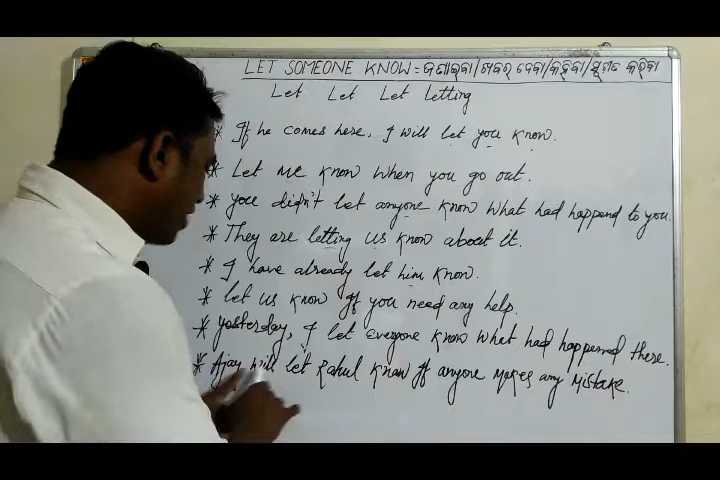 LET SOMEONE KNOW = ଜଣାଇବା/ଖବର ଦେବା/କହିବା/ସୂଚିତ କରିବା
Let Let Let letting
* If he comes here, I will let you know.
* Let me know when you go out.
* you didn't let anyone know what had happend to you.
* They are letting us know about it.
* I have already let him know.
* let us know If you need any help.
* yesterday, I let everyone know what had happened there.
* Ajay will let Rahul know If anyone makes any mistake.